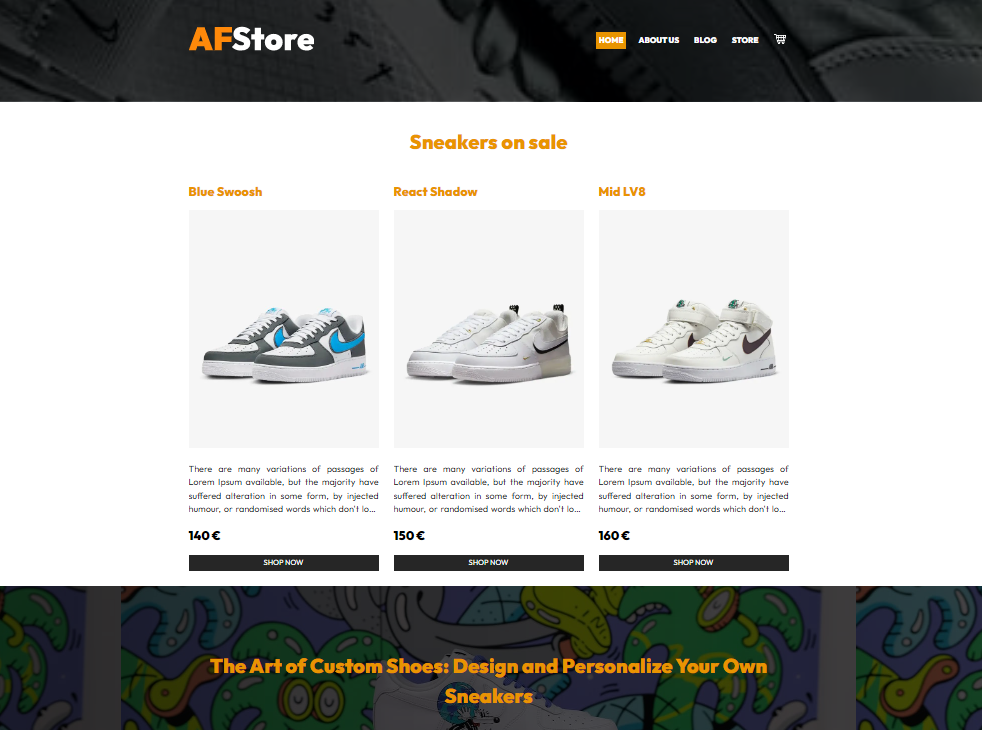 AFStore
HOME ABOUT US BLOG STORE
Sneakers on sale
Blue Swoosh
There are many variations of passages of
Lorem Ipsum available, but the majority have
suffered alteration in some form, by injected
humour, or randomised words which don't lo...
140 €
SHOP NOW
React Shadow
There are many variations of passages of
Lorem Ipsum available, but the majority have
suffered alteration in some form, by injected
humour, or randomised words which don't lo...
150 €
SHOP NOW
Mid LV8
There are many variations of passages of
Lorem Ipsum available, but the majority have
suffered alteration in some form, by injected
humour, or randomised words which don't lo...
160 €
SHOP NOW
The Art of Custom Shoes: Design and Personalize Your Own
Sneakers